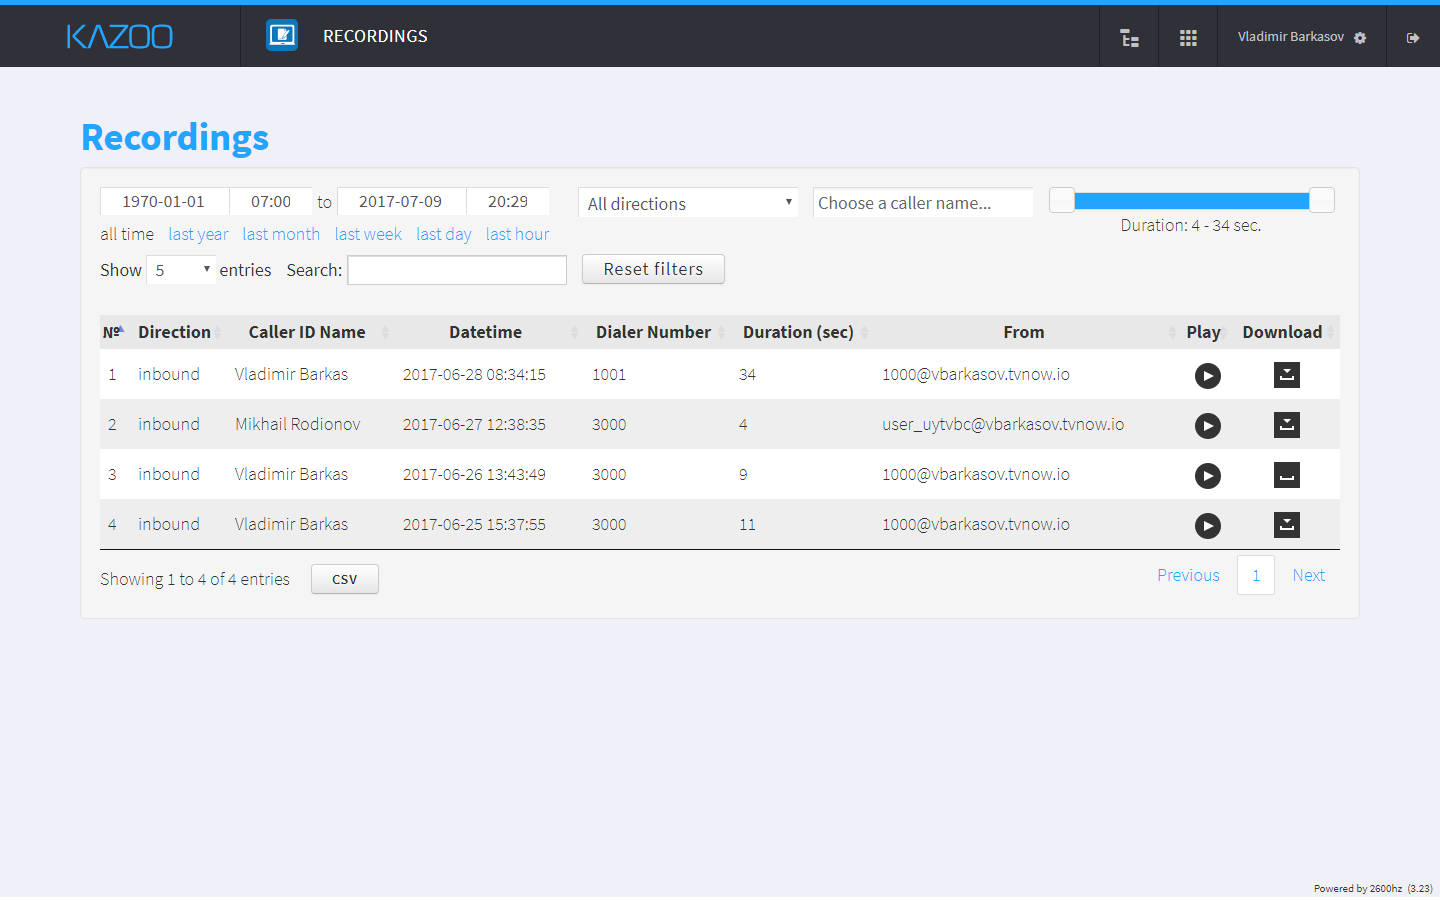 KAZOO RECORDINGS Vladimir Barkasov
Recordings
1970-01-01 07:00 to 2017-07-09 20:29 All directions Choose a caller name...
all time last year last month last week last day last hour Duration: 4 - 34 sec.
Show 5 entries Search: Reset filters
№ Direction Caller ID Name Datetime Dialer Number Duration (sec) From Play Download
1 inbound Vladimir Barkas 2017-06-28 08:34:15 1001 34 1000@vbarkasov.tvnow.io
2 inbound Mikhail Rodionov 2017-06-27 12:38:35 3000 4 user_uytvbc@vbarkasov.tvnow.io
3 inbound Vladimir Barkas 2017-06-26 13:43:49 3000 9 1000@vbarkasov.tvnow.io
4 inbound Vladimir Barkas 2017-06-25 15:37:55 3000 11 1000@vbarkasov.tvnow.io
Showing 1 to 4 of 4 entries CSV Previous 1 Next
Powered by 2600hz (3.23)